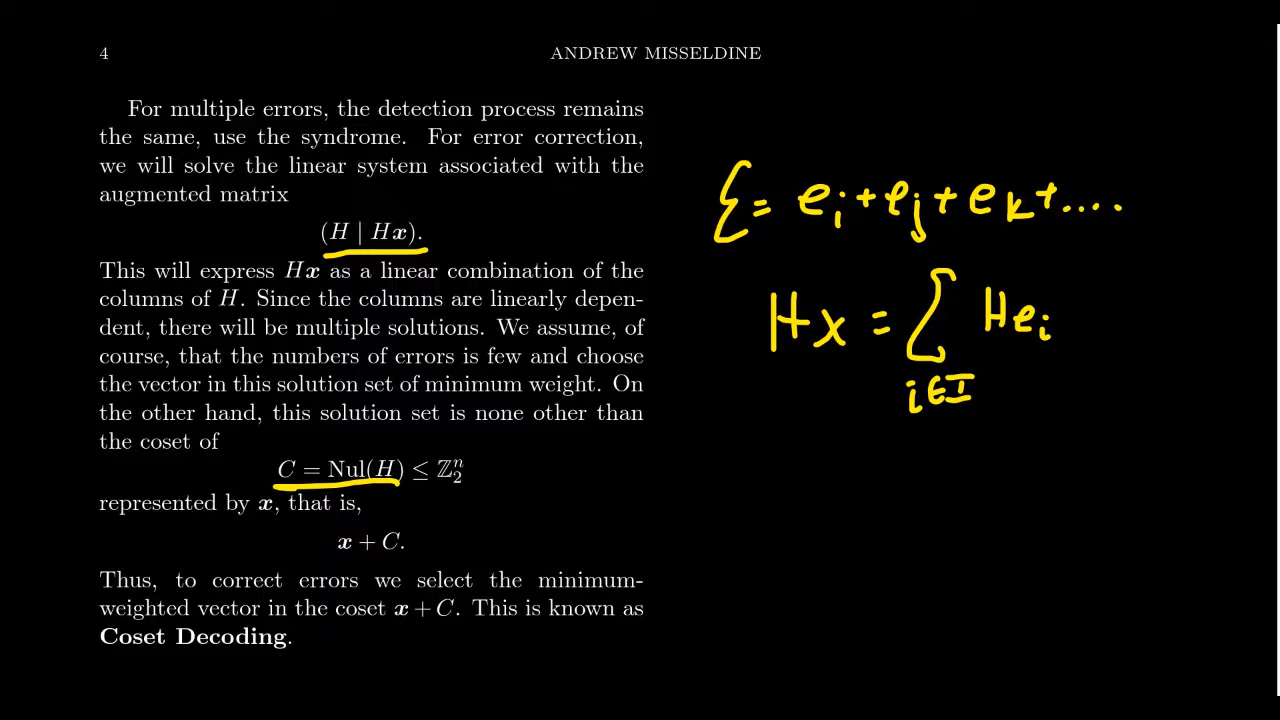 4 ANDREW MISSELDINE
For multiple errors, the detection process remains
the same, use the syndrome. For error correction,
we will solve the linear system associated with the
augmented matrix
(H | Hx).
This will express Hx as a linear combination of the
columns of H. Since the columns are linearly depen-
dent, there will be multiple solutions. We assume, of
course, that the numbers of errors is few and choose
the vector in this solution set of minimum weight. On
the other hand, this solution set is none other than
the coset of
C = Nul(H) ≤ ℤ₂ⁿ
represented by x, that is,
x + C.
Thus, to correct errors we select the minimum-
weighted vector in the coset x + C. This is known as
Coset Decoding.
ξ = eᵢ + eⱼ + eₖ + ....
Hx = ∑ Heᵢ
i∈I